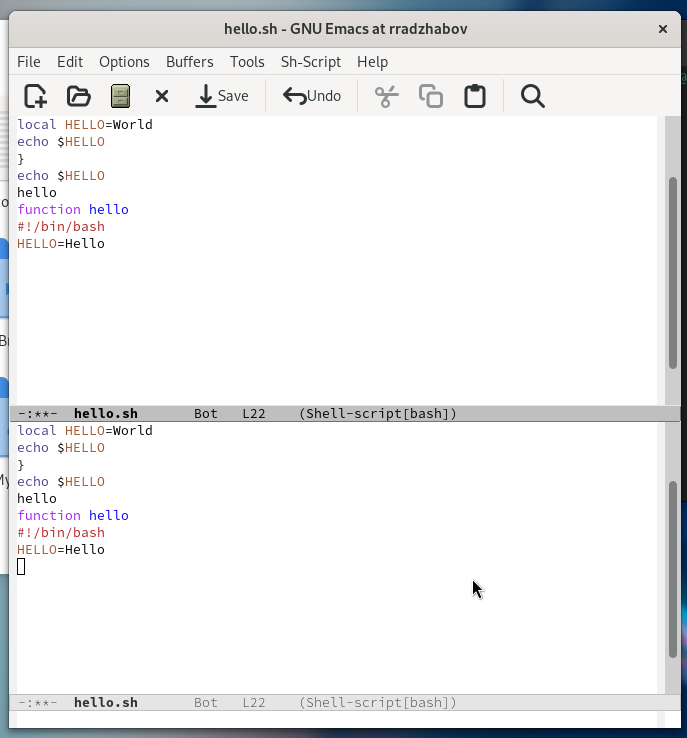 hello.sh - GNU Emacs at rradzhabov ×
File Edit Options Buffers Tools Sh-Script Help
Save Undo
local HELLO=World
echo $HELLO
}
echo $HELLO
hello
function hello
#!/bin/bash
HELLO=Hello
-:**- hello.sh Bot L22 (Shell-script[bash])
local HELLO=World
echo $HELLO
}
echo $HELLO
hello
function hello
#!/bin/bash
HELLO=Hello
-:**- hello.sh Bot L22 (Shell-script[bash])